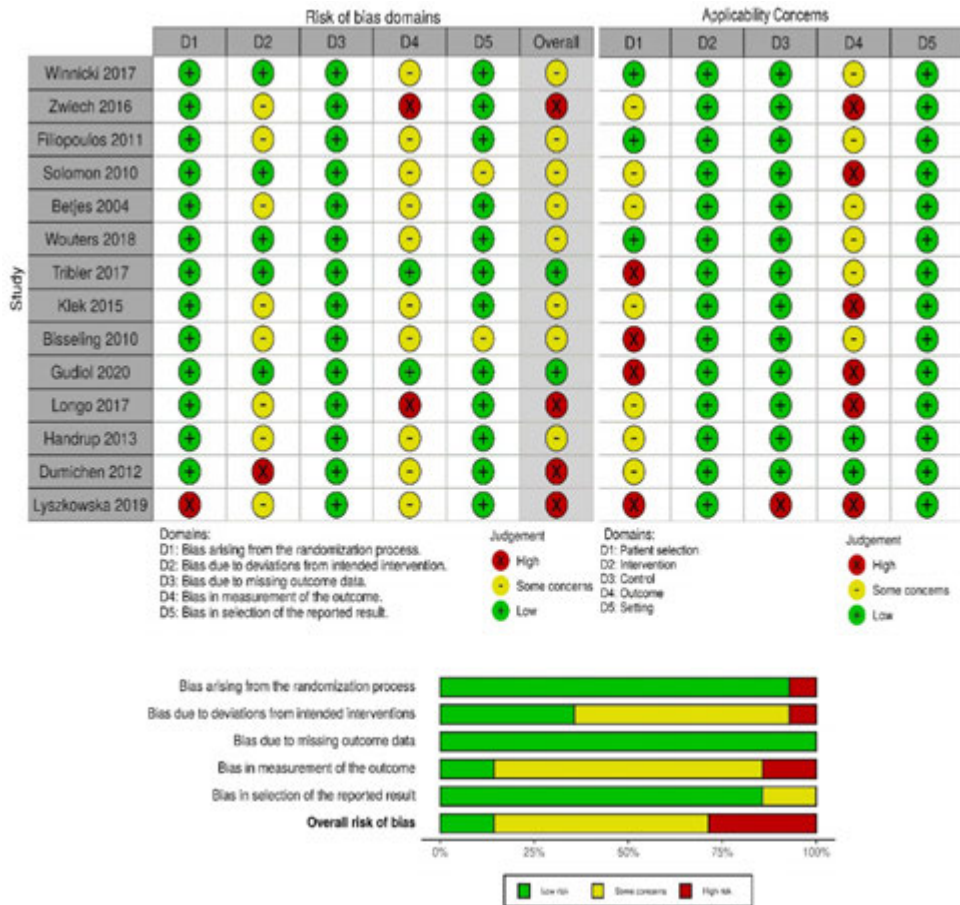 Risk of bias domains
Applicability Concerns
D1 D2 D3 D4 D5 Overall D1 D2 D3 D4 D5
Study
Winnicki 2017 + + + - + - + + + - +
Zwiech 2016 + - + X + X - + + X +
Filiopoulos 2011 + - + - + - + + + - +
Solomon 2010 + + + - - - - + + X +
Betjes 2004 + - + - + - - + + - +
Wouters 2018 + + + - + - + + + - +
Tribler 2017 + + + + + + X + + - +
Klek 2015 + - + - + - - + + X +
Bisseling 2010 + - + - - - X + + - +
Gudiol 2020 + + + + + + X + + X +
Longo 2017 + - + X + X - + + X +
Handrup 2013 + - + - + - - + + + +
Dumichen 2012 + X + - + X - + + + +
Lyszkowska 2019 X - + - + X X + X X +
Domains:
D1: Bias arising from the randomization process.
D2: Bias due to deviations from intended intervention.
D3: Bias due to missing outcome data.
D4: Bias in measurement of the outcome.
D5: Bias in selection of the reported result.
Judgement
X High
- Some concerns
+ Low
Domains:
D1: Patient selection
D2: Intervention
D3: Control
D4: Outcome
D5: Setting
Judgement
X High
- Some concerns
+ Low
Bias arising from the randomization process
Bias due to deviations from intended interventions
Bias due to missing outcome data
Bias in measurement of the outcome
Bias in selection of the reported result
Overall risk of bias
0% 25% 50% 75% 100%
Low risk Some concerns High risk